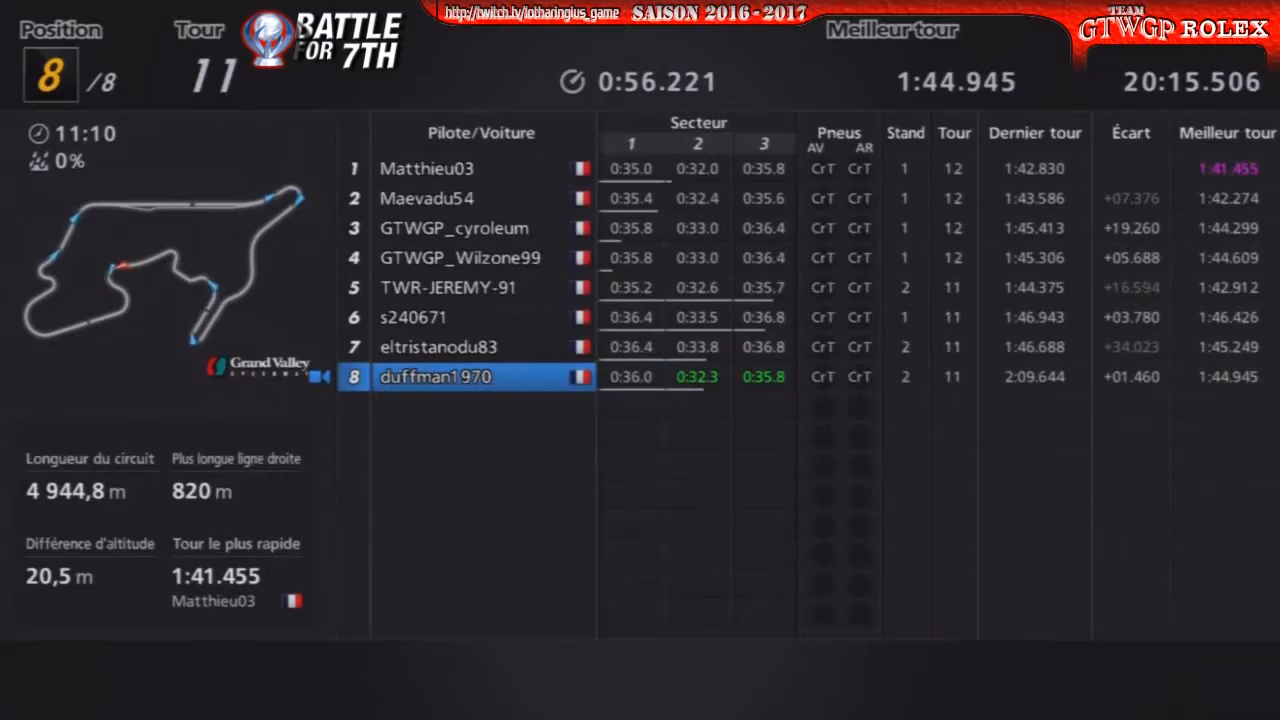 http://twitch.tv/lotharingius_game SAISON 2016-2017
TEAM
GTWGP ROLEX
Position
Tour
BATTLE
FOR 7TH
Meilleur tour
8 /8
11
0:56.221
1:44.945
20:15.506
11:10
0%
Pilote/Voiture
Secteur
1 2 3
Pneus
AV AR
Stand Tour Dernier tour Écart Meilleur tour
1 Matthieu03 0:35.0 0:32.0 0:35.8 CrT CrT 1 12 1:42.830 1:41.455
2 Maevadu54 0:35.4 0:32.4 0:35.6 CrT CrT 1 12 1:43.586 +07.376 1:42.274
3 GTWGP_cyroleum 0:35.8 0:33.0 0:36.4 CrT CrT 1 12 1:45.413 +19.260 1:44.299
4 GTWGP_Wilzone99 0:35.8 0:33.0 0:36.4 CrT CrT 1 12 1:45.306 +05.688 1:44.609
5 TWR-JEREMY-91 0:35.2 0:32.6 0:35.7 CrT CrT 2 11 1:44.375 +16.594 1:42.912
6 s240671 0:36.4 0:33.5 0:36.8 CrT CrT 1 11 1:46.943 +03.780 1:46.426
7 eltristanodu83 0:36.4 0:33.8 0:36.8 CrT CrT 2 11 1:46.688 +34.023 1:45.249
8 duffman1970 0:36.0 0:32.3 0:35.8 CrT CrT 2 11 2:09.644 +01.460 1:44.945
Grand Valley
SPEEDWAY
Longueur du circuit
4 944,8 m
Plus longue ligne droite
820 m
Différence d'altitude
20,5 m
Tour le plus rapide
1:41.455
Matthieu03